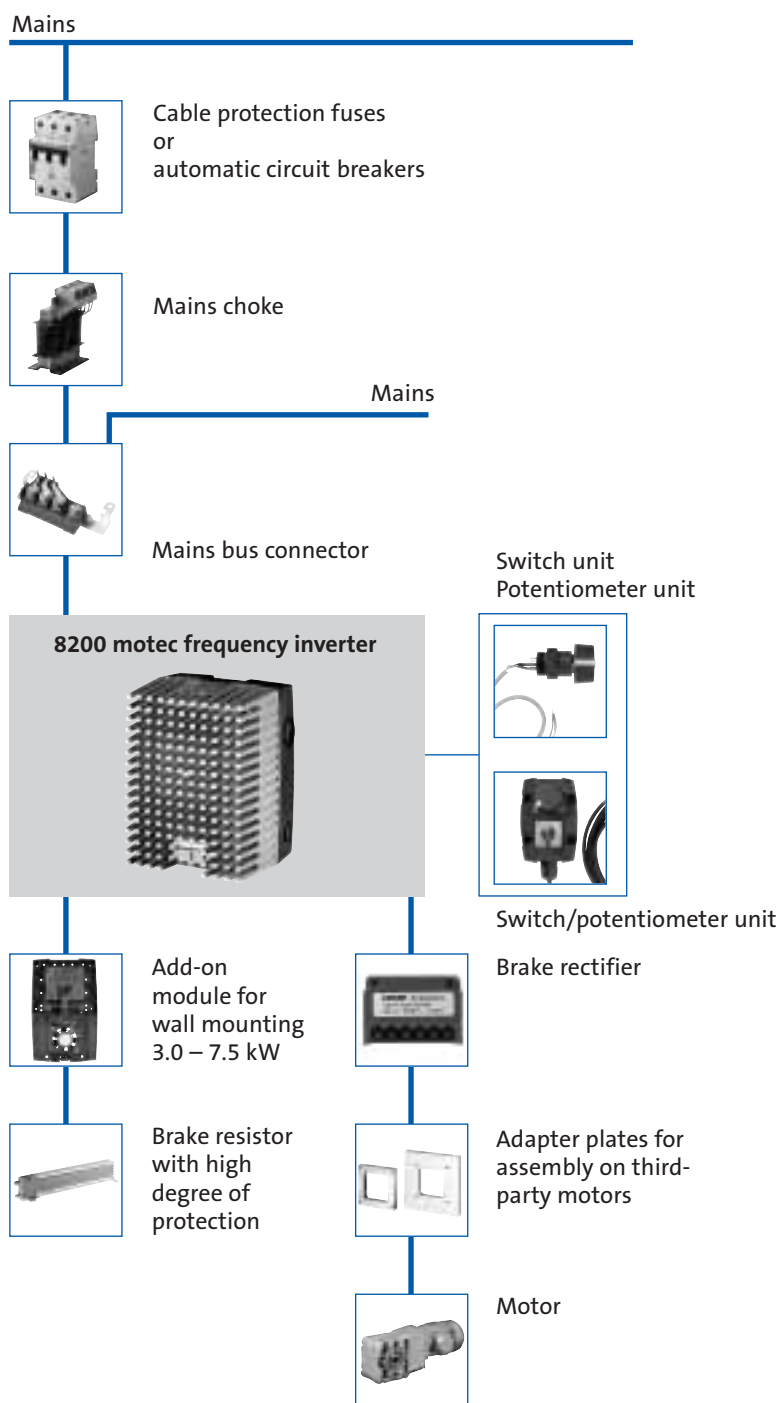 Mains
Cable protection fuses
or
automatic circuit breakers
Mains choke
Mains
Mains bus connector
Switch unit
Potentiometer unit
8200 motec frequency inverter
Switch/potentiometer unit
Add-on
module for
wall mounting
3.0 – 7.5 kW
Brake rectifier
Brake resistor
with high
degree of
protection
Adapter plates for
assembly on third-
party motors
Motor